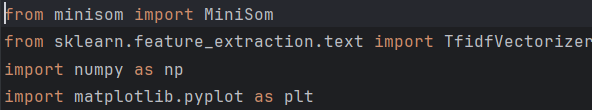 from minisom import MiniSom
from sklearn.feature_extraction.text import TfidfVectorizer
import numpy as np
import matplotlib.pyplot as plt